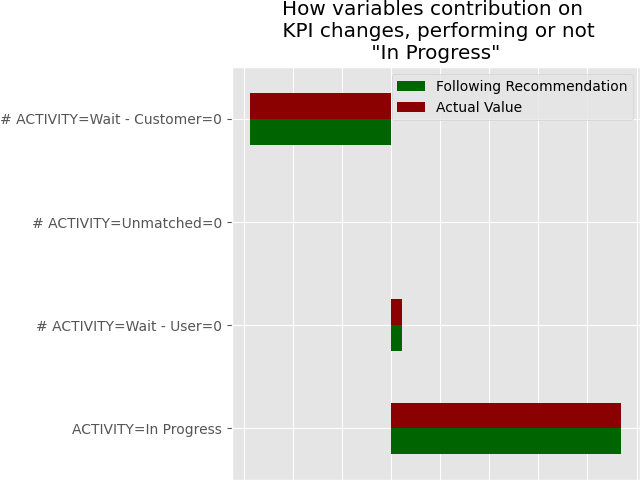 How variables contribution on
KPI changes, performing or not
"In Progress"
Following Recommendation
Actual Value
# ACTIVITY=Wait - Customer=0
# ACTIVITY=Unmatched=0
# ACTIVITY=Wait - User=0
ACTIVITY=In Progress